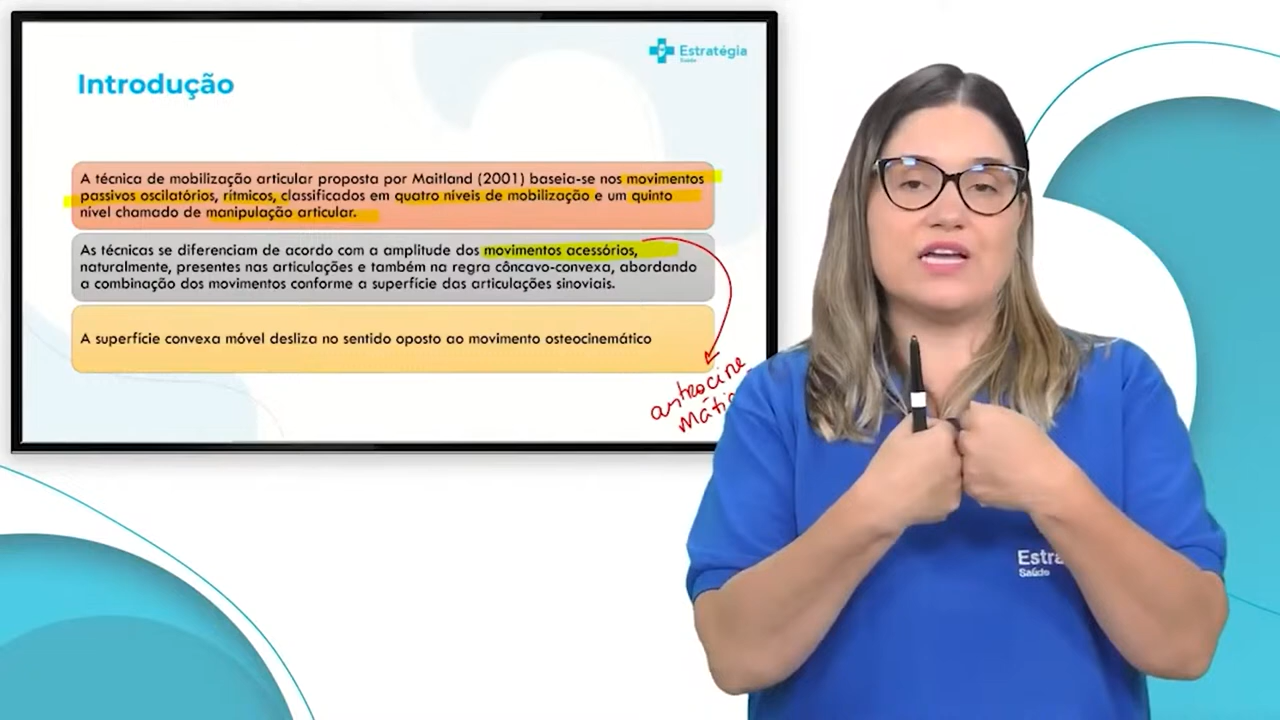 Estratégia
Saúde
Introdução
A técnica de mobilização articular proposta por Maitland (2001) baseia-se nos movimentos
passivos oscilatórios, rítmicos, classificados em quatro níveis de mobilização e um quinto
nível chamado de manipulação articular.
As técnicas se diferenciam de acordo com a amplitude dos movimentos acessórios,
naturalmente, presentes nas articulações e também na regra côncavo-convexa, abordando
a combinação dos movimentos conforme a superfície das articulações sinoviais.
A superfície convexa móvel desliza no sentido oposto ao movimento osteocinemático
artrocine
máti
Estra
Saúde